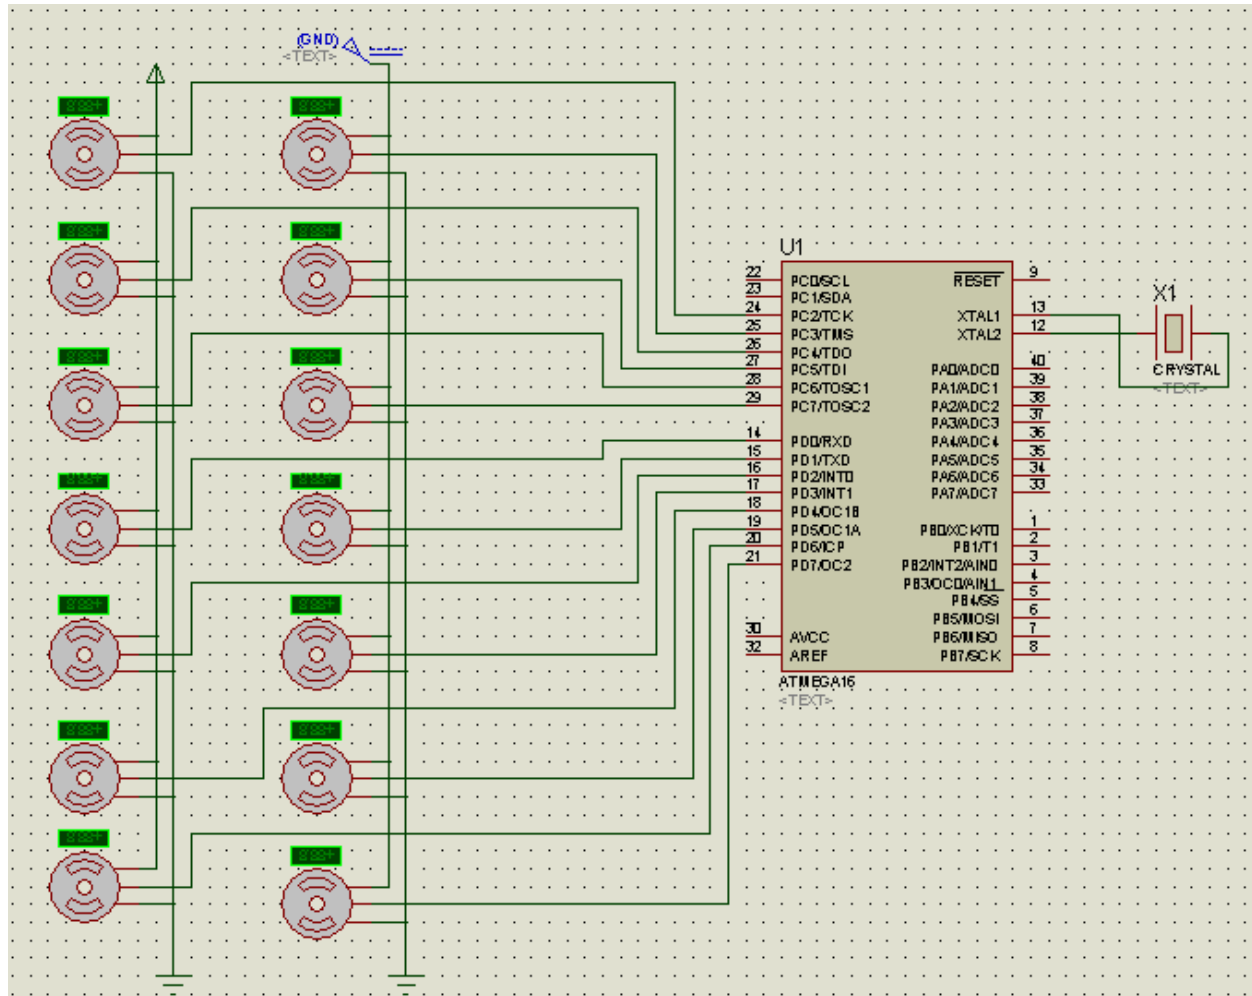 (GND)
<TEXT>
U1
22 PC0/SCL
23 PC1/SDA
24 PC2/TCK
25 PC3/TMS
26 PC4/TDO
27 PC5/TDI
28 PC6/TOSC1
29 PC7/TOSC2
14 PD0/RXD
15 PD1/TXD
16 PD2/INT0
17 PD3/INT1
18 PD4/OC1B
19 PD5/OC1A
20 PD6/ICP
21 PD7/OC2
30 AVCC
32 AREF
RESET 9
XTAL1 13
XTAL2 12
PA0/ADC0 40
PA1/ADC1 39
PA2/ADC2 38
PA3/ADC3 37
PA4/ADC4 36
PA5/ADC5 35
PA6/ADC6 34
PA7/ADC7 33
PB0/XCK/T0 1
PB1/T1 2
PB2/INT2/AIN0 3
PB3/OC0/AIN1 4
PB4/SS 5
PB5/MOSI 6
PB6/MISO 7
PB7/SCK 8
ATMEGA16
<TEXT>
X1
CRYSTAL
<TEXT>